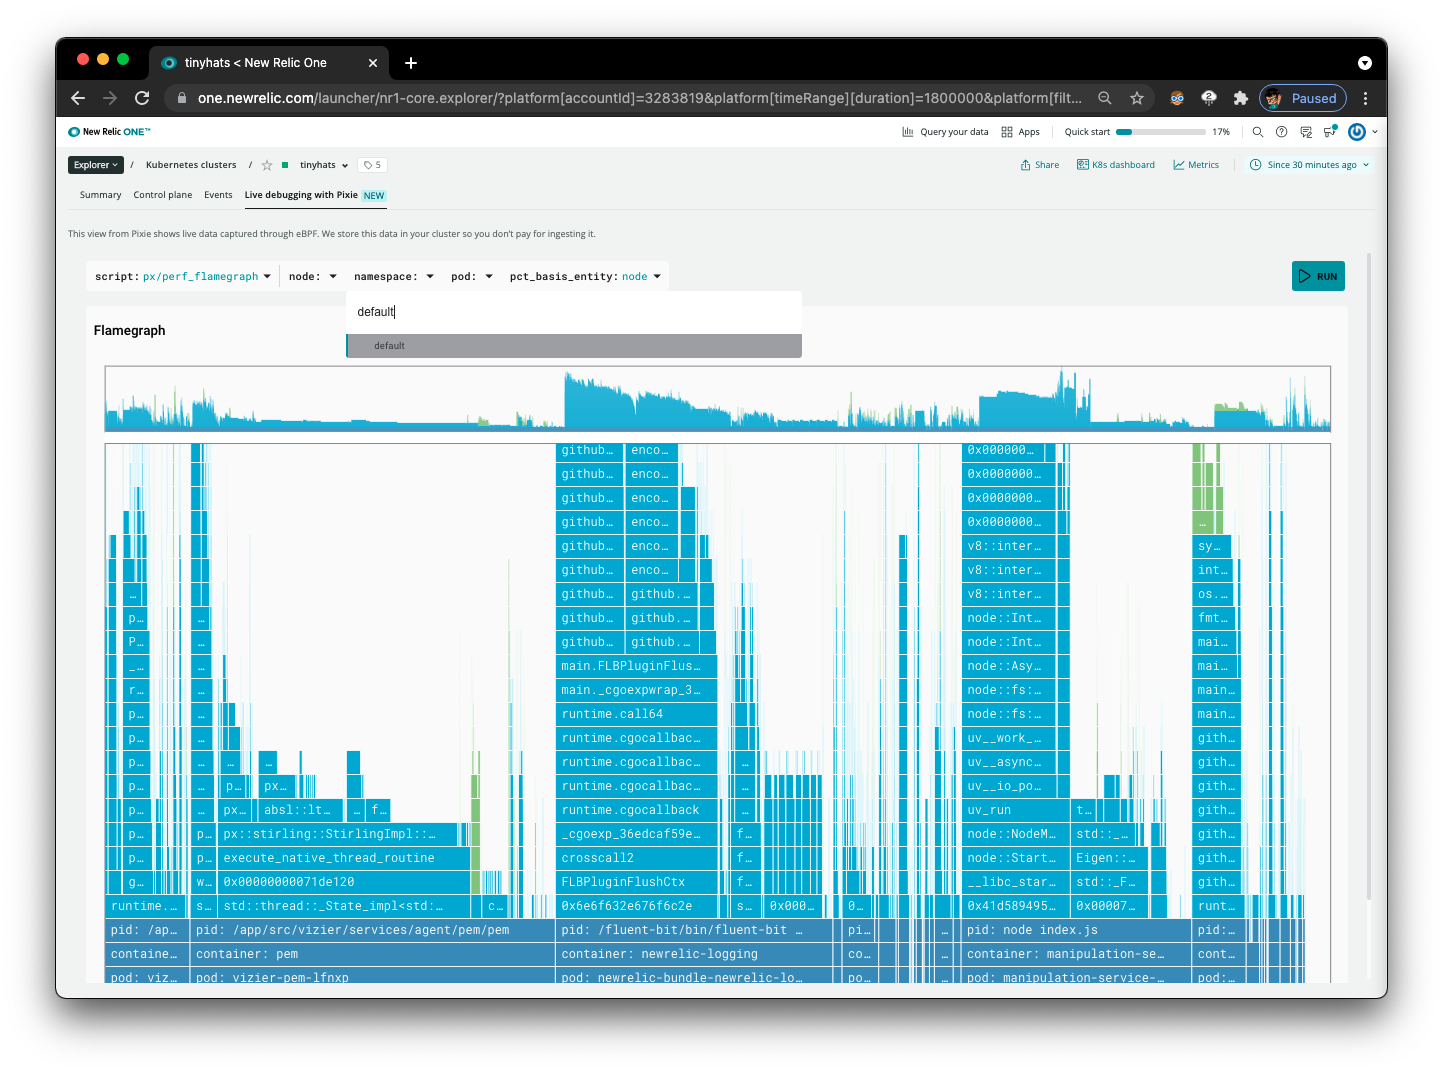 tinyhats < New Relic One
one.newrelic.com/launcher/nr1-core.explorer/?platform[accountId]=3283819&platform[timeRange][duration]=1800000&platform[filt...
Paused
New Relic ONE™
Query your data
Apps
Quick start
17%
Explorer / Kubernetes clusters / tinyhats 5
Share
K8s dashboard
Metrics
Since 30 minutes ago
Summary Control plane Events Live debugging with Pixie NEW
This view from Pixie shows live data captured through eBPF. We store this data in your cluster so you don't pay for ingesting it.
script: px/perf_flamegraph node: namespace: pod: pct_basis_entity: node
RUN
default
default
Flamegraph
github… enco… 0x000000…
github… enco… 0x0000000…
github… enco… 0x0000000…
github… enco… 0x0000000… …
github… enco… v8::inter… sy…
github… enco… v8::inter… int…
… github… github.… v8::inter… os.…
p… … github… github.… node::Int… fmt…
P… … github… github.… node::Int… mai…
_… … main.FLBPluginFlus… node::Asy… mai…
r… … main._cgoexpwrap_3… node::fs:… main…
p… … runtime.call64 node::fs:… main…
p… … runtime.cgocallbac… uv__work_… gith…
p… … … runtime.cgocallbac… … uv__async… gith…
p… … p… px… runtime.cgocallbac… … uv__io_po… gith…
p… … px… absl::lt… … f… runtime.cgocallback … uv_run t… gith…
p… p… px::stirling::StirlingImpl::… _cgoexp_36edcaf59e… f… node::NodeM… std::_… gith…
p… p… execute_native_thread_routine crosscall2 f… node::Start… Eigen::… gith…
g… w… 0x00000000071de120 FLBPluginFlushCtx f… __libc_star… std::_F… gith…
runtime.… s… std::thread::_State_impl<std:… c… 0x6e6f632e676f6c2e s… 0x000… 0… 0x41d589495… 0x00007… runt…
pid: /ap… pid: /app/src/vizier/services/agent/pem/pem pid: /fluent-bit/bin/fluent-bit … pi… … pid: node index.js pid:…
containe… container: pem container: newrelic-logging co… … container: manipulation-se… cont…
pod: viz… pod: vizier-pem-lfnxp pod: newrelic-bundle-newrelic-lo… po… … pod: manipulation-service-… pod:…